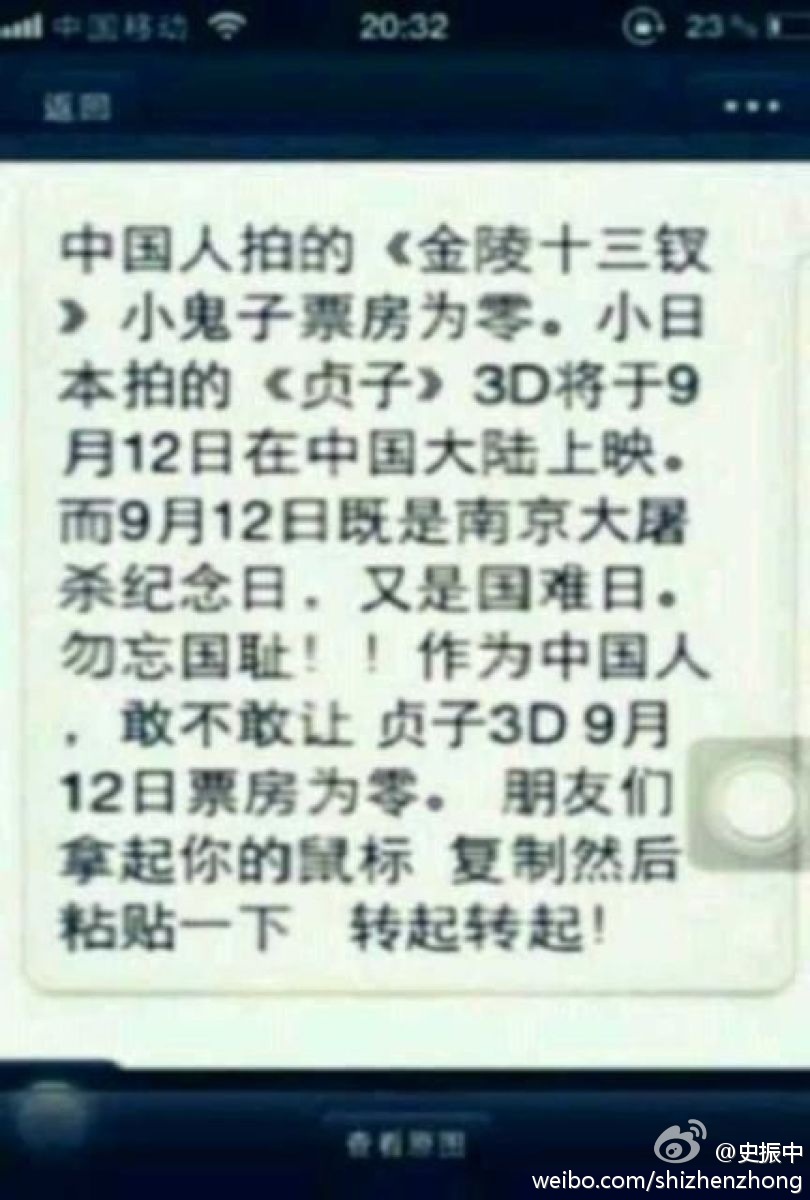 中国移动 20:32 23%
返回
中国人拍的《金陵十三钗
》小鬼子票房为零。小日
本拍的《贞子》3D将于9
月12日在中国大陆上映。
而9月12日既是南京大屠
杀纪念日，又是国难日。
勿忘国耻！！作为中国人
，敢不敢让 贞子3D 9月
12日票房为零。 朋友们
拿起你的鼠标 复制然后
粘贴一下 转起转起！
查看原图
@史振中
weibo.com/shizhenzhong